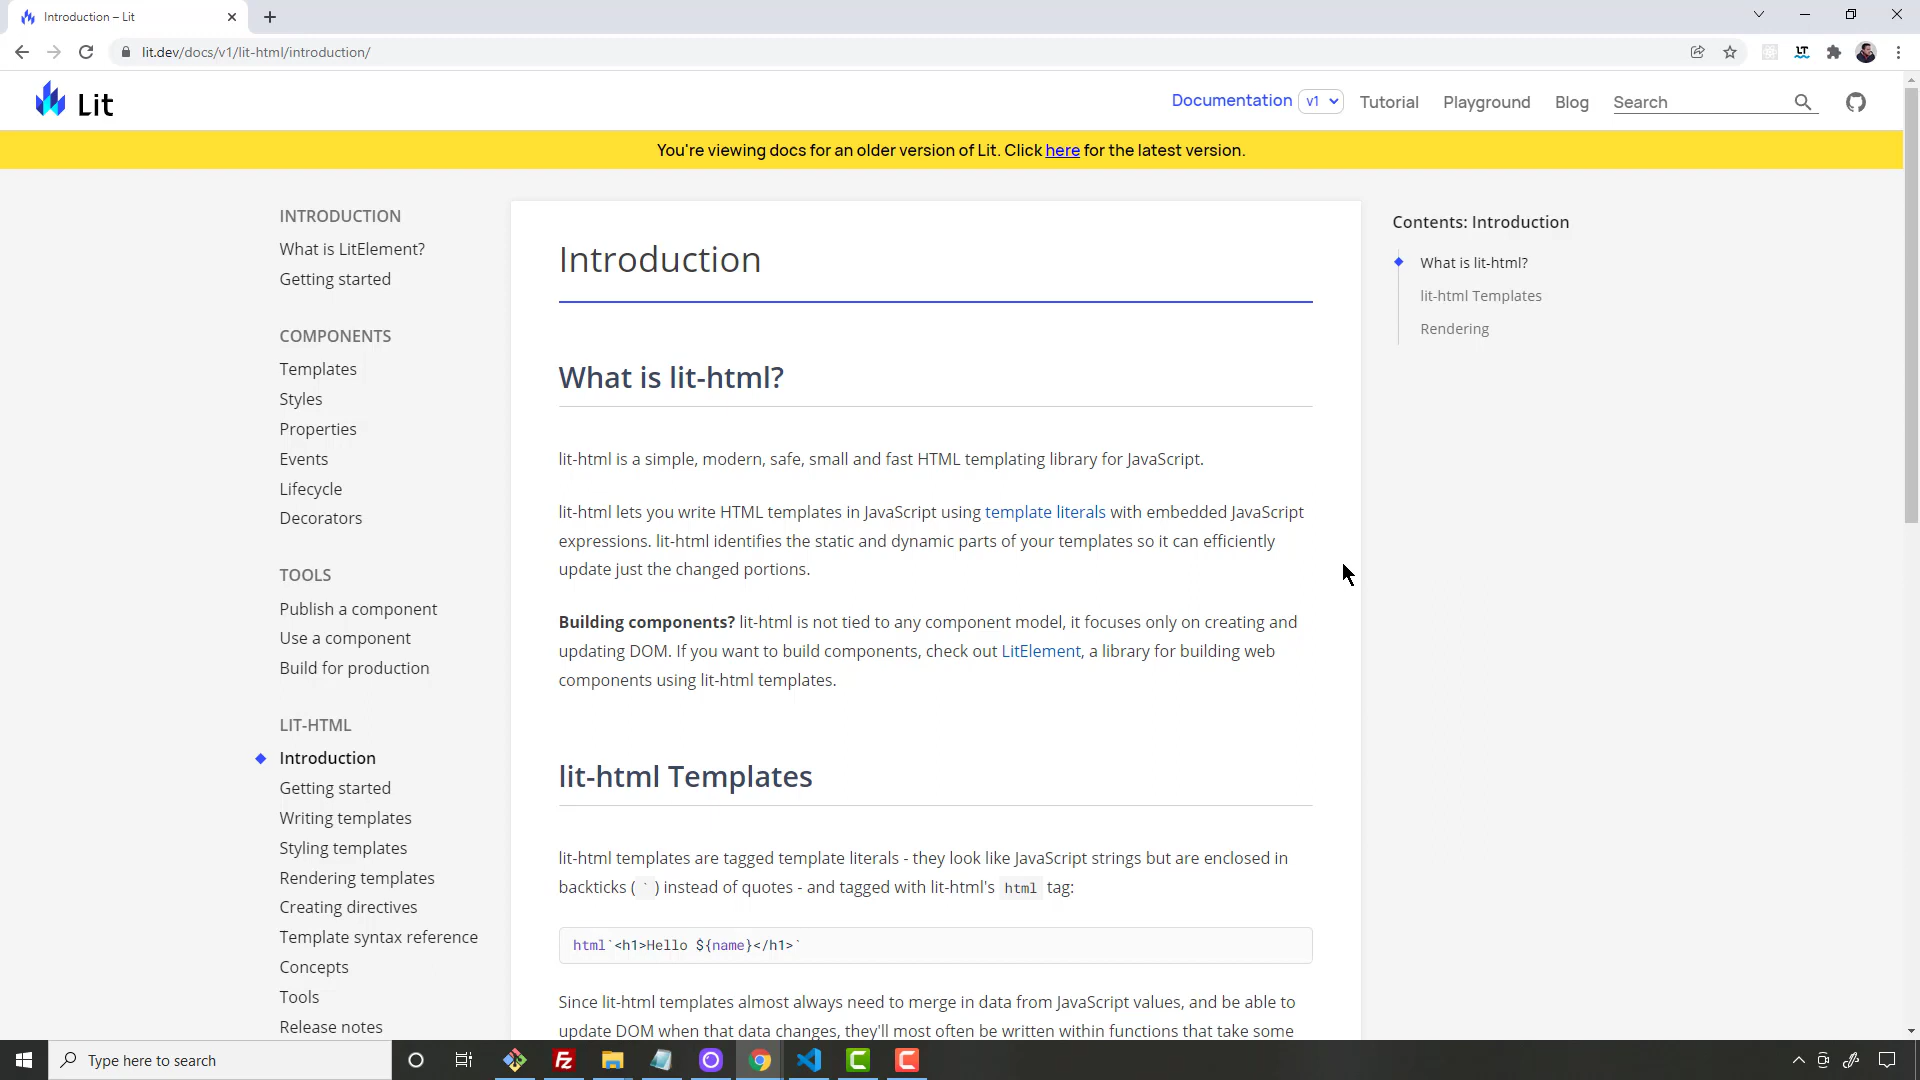 Introduction – Lit
lit.dev/docs/v1/lit-html/introduction/
Lit
Documentation v1 Tutorial Playground Blog Search
You're viewing docs for an older version of Lit. Click here for the latest version.
INTRODUCTION
What is LitElement?
Getting started
COMPONENTS
Templates
Styles
Properties
Events
Lifecycle
Decorators
TOOLS
Publish a component
Use a component
Build for production
LIT-HTML
Introduction
Getting started
Writing templates
Styling templates
Rendering templates
Creating directives
Template syntax reference
Concepts
Tools
Release notes
Introduction
What is lit-html?
lit-html is a simple, modern, safe, small and fast HTML templating library for JavaScript.
lit-html lets you write HTML templates in JavaScript using template literals with embedded JavaScript
expressions. lit-html identifies the static and dynamic parts of your templates so it can efficiently
update just the changed portions.
Building components? lit-html is not tied to any component model, it focuses only on creating and
updating DOM. If you want to build components, check out LitElement, a library for building web
components using lit-html templates.
lit-html Templates
lit-html templates are tagged template literals - they look like JavaScript strings but are enclosed in
backticks (`) instead of quotes - and tagged with lit-html's html tag:
html`<h1>Hello ${name}</h1>`
Since lit-html templates almost always need to merge in data from JavaScript values, and be able to
update DOM when that data changes, they'll most often be written within functions that take some
Contents: Introduction
What is lit-html?
lit-html Templates
Rendering
Type here to search